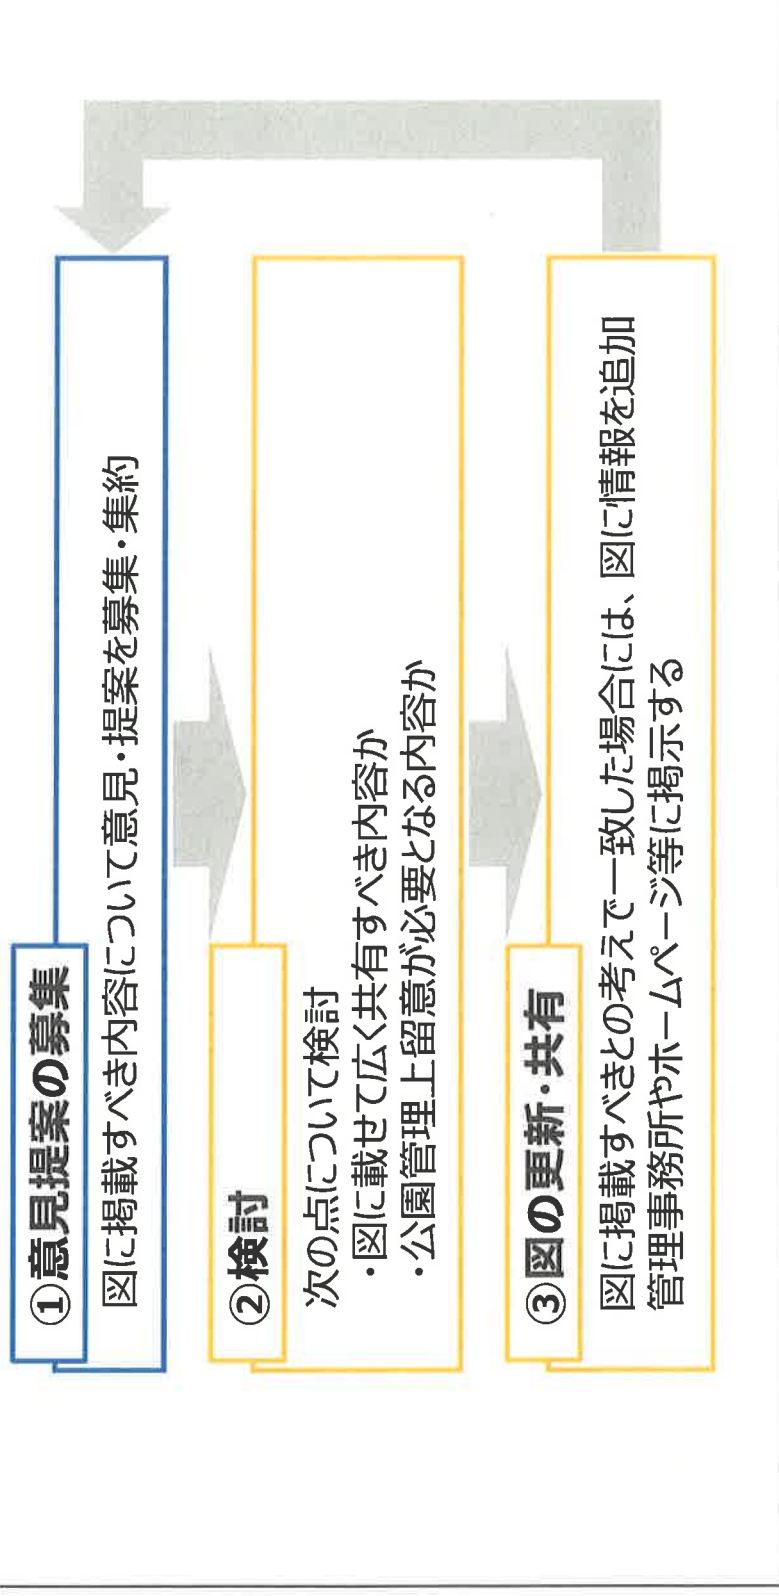 ①意見提案の募集
図に掲載すべき内容について意見・提案を募集・集約
②検討
次の点について検討
・図に載せて広く共有すべき内容か
・公園管理上留意が必要となる内容か
③図の更新・共有
図に掲載すべきとの考えで一致した場合には、図に情報を追加
管理事務所やホームページ等に掲示する